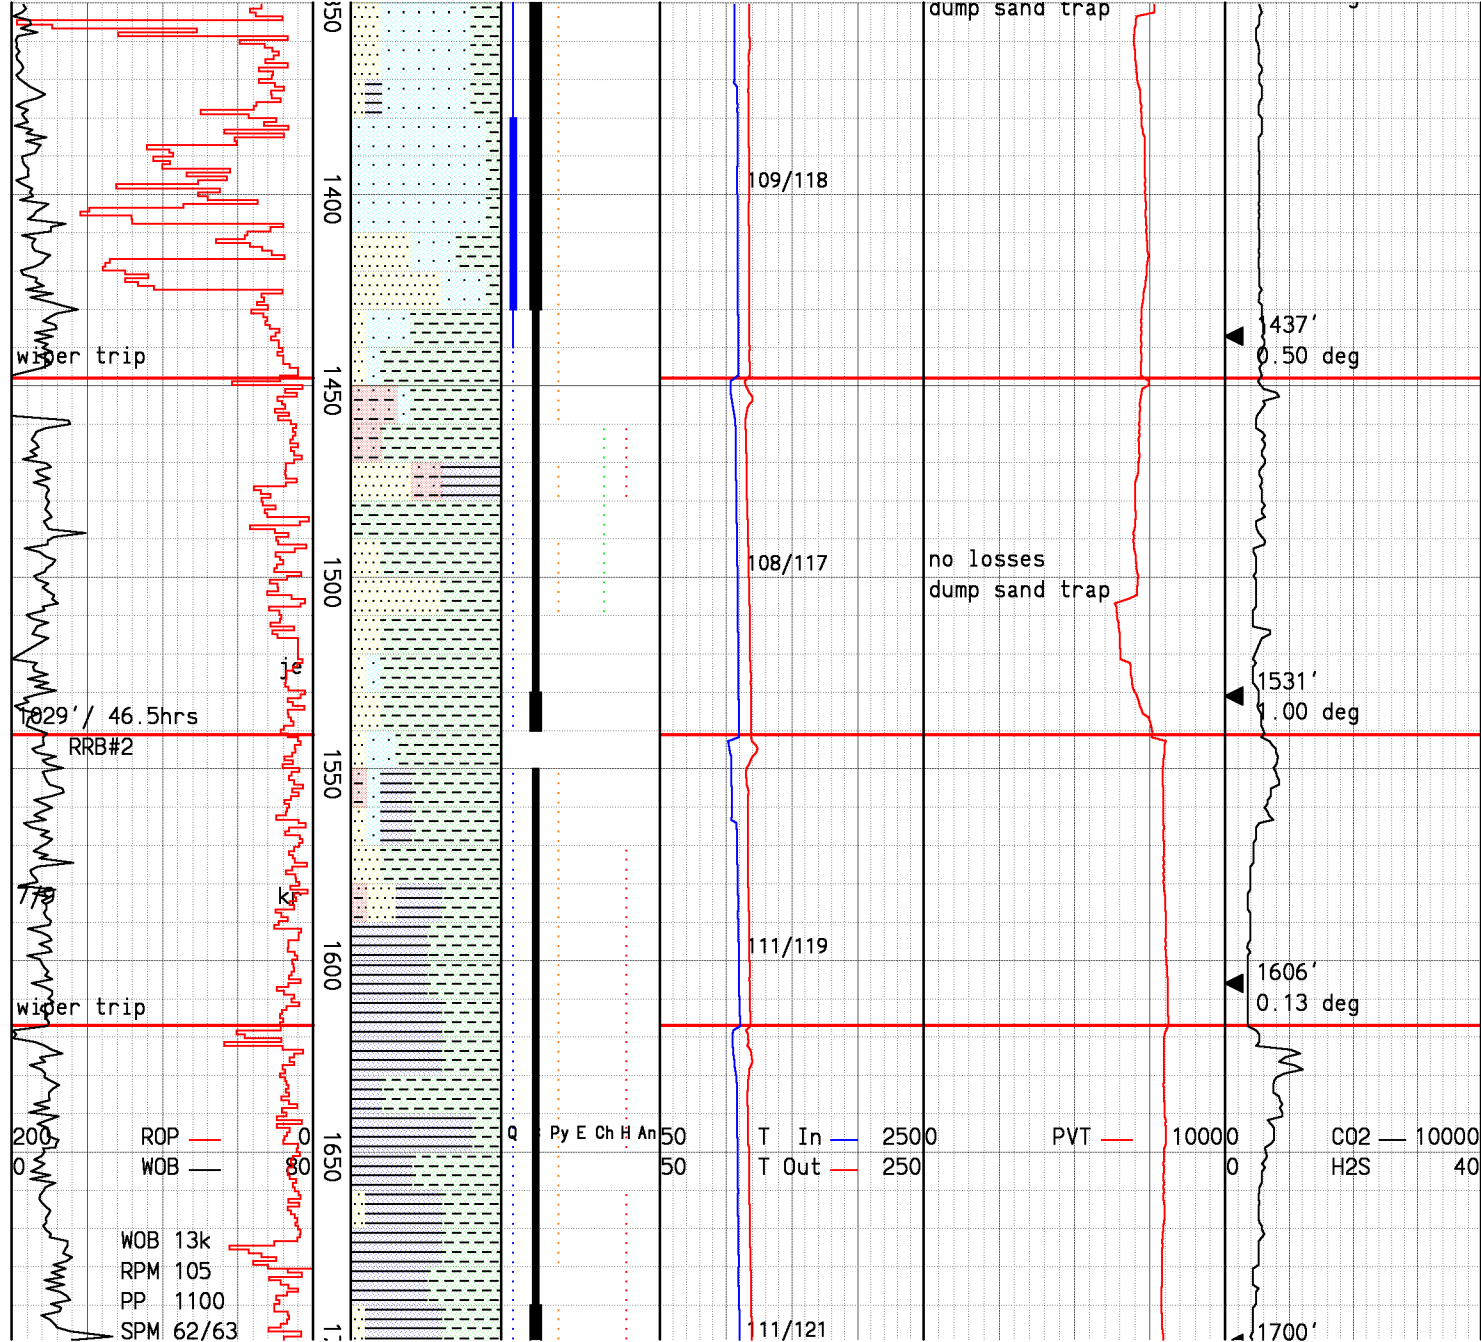 dump sand trap
1400
109/118
1437'
0.50 deg
wiper trip
1450
1500
108/117
no losses
dump sand trap
je
1531'
1.00 deg
1029'/ 46.5hrs
RRB#2
1550
7/9
111/119
1600
1606'
0.13 deg
wiper trip
200 ROP 0
0 WOB 80
1650
Q Py E Ch H An
50 T In 250
50 T Out 250
0 PVT 1000
0 CO2 10000
0 H2S 40
WOB 13k
RPM 105
PP 1100
SPM 62/63
111/121
1700'